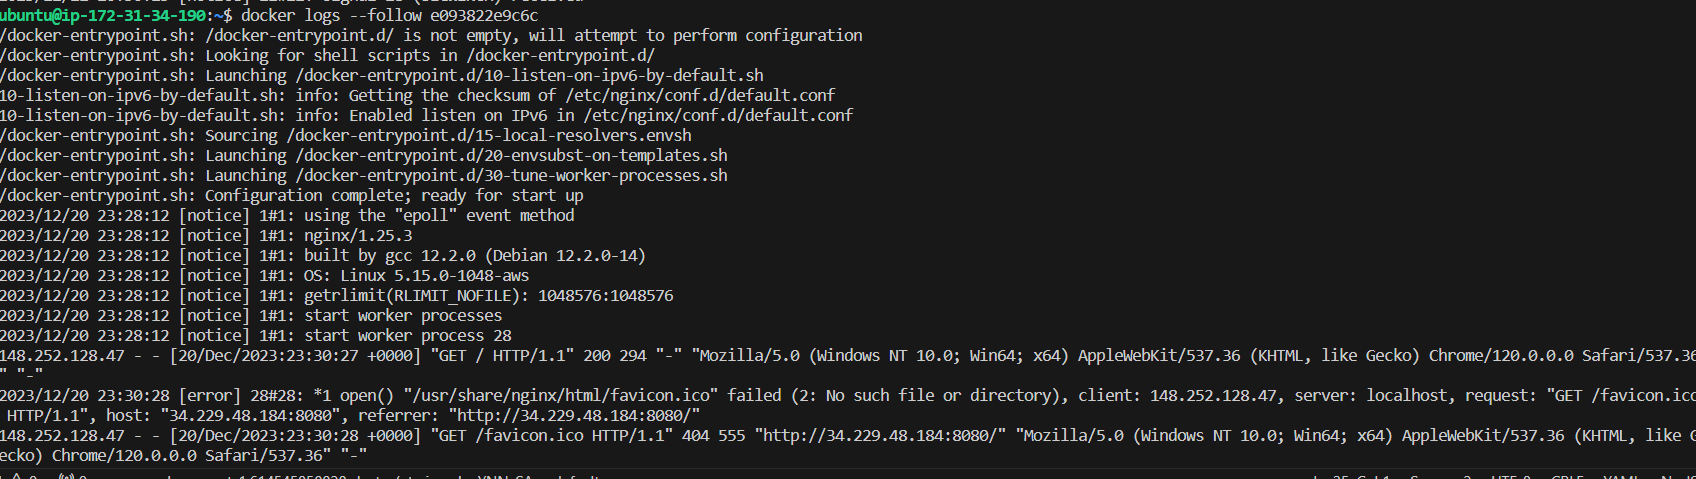 ubuntu@ip-172-31-34-190:~$ docker logs --follow e093822e9c6c
/docker-entrypoint.sh: /docker-entrypoint.d/ is not empty, will attempt to perform configuration
/docker-entrypoint.sh: Looking for shell scripts in /docker-entrypoint.d/
/docker-entrypoint.sh: Launching /docker-entrypoint.d/10-listen-on-ipv6-by-default.sh
10-listen-on-ipv6-by-default.sh: info: Getting the checksum of /etc/nginx/conf.d/default.conf
10-listen-on-ipv6-by-default.sh: info: Enabled listen on IPv6 in /etc/nginx/conf.d/default.conf
/docker-entrypoint.sh: Sourcing /docker-entrypoint.d/15-local-resolvers.envsh
/docker-entrypoint.sh: Launching /docker-entrypoint.d/20-envsubst-on-templates.sh
/docker-entrypoint.sh: Launching /docker-entrypoint.d/30-tune-worker-processes.sh
/docker-entrypoint.sh: Configuration complete; ready for start up
2023/12/20 23:28:12 [notice] 1#1: using the "epoll" event method
2023/12/20 23:28:12 [notice] 1#1: nginx/1.25.3
2023/12/20 23:28:12 [notice] 1#1: built by gcc 12.2.0 (Debian 12.2.0-14)
2023/12/20 23:28:12 [notice] 1#1: OS: Linux 5.15.0-1048-aws
2023/12/20 23:28:12 [notice] 1#1: getrlimit(RLIMIT_NOFILE): 1048576:1048576
2023/12/20 23:28:12 [notice] 1#1: start worker processes
2023/12/20 23:28:12 [notice] 1#1: start worker process 28
148.252.128.47 - - [20/Dec/2023:23:30:27 +0000] "GET / HTTP/1.1" 200 294 "-" "Mozilla/5.0 (Windows NT 10.0; Win64; x64) AppleWebKit/537.36 (KHTML, like Gecko) Chrome/120.0.0.0 Safari/537.36
" "-"
2023/12/20 23:30:28 [error] 28#28: *1 open() "/usr/share/nginx/html/favicon.ico" failed (2: No such file or directory), client: 148.252.128.47, server: localhost, request: "GET /favicon.ico
HTTP/1.1", host: "34.229.48.184:8080", referrer: "http://34.229.48.184:8080/"
148.252.128.47 - - [20/Dec/2023:23:30:28 +0000] "GET /favicon.ico HTTP/1.1" 404 555 "http://34.229.48.184:8080/" "Mozilla/5.0 (Windows NT 10.0; Win64; x64) AppleWebKit/537.36 (KHTML, like G
ecko) Chrome/120.0.0.0 Safari/537.36" "-"